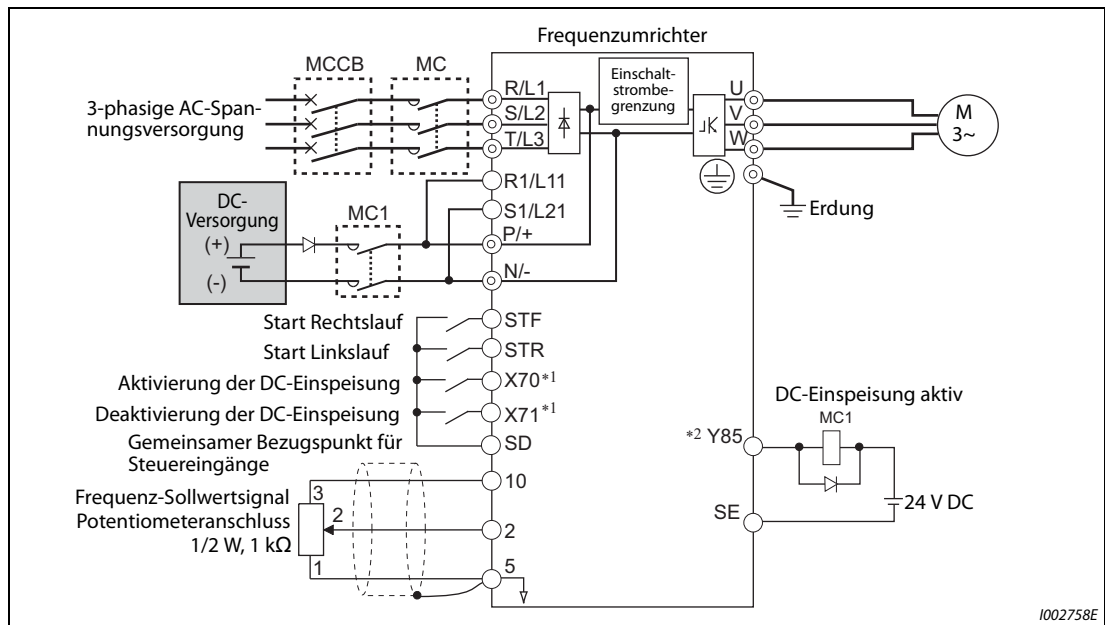 Frequenzumrichter
MCCB
MC
3-phasige AC-Span-
nungsversorgung
R/L1
S/L2
T/L3
Einschalt-
strombe-
grenzung
U
V
W
M
3~
Erdung
R1/L11
S1/L21
P/+
N/-
DC-
Versorgung
(+)
(-)
MC1
Start Rechtslauf
STF
Start Linkslauf
STR
Aktivierung der DC-Einspeisung
X70*1
Deaktivierung der DC-Einspeisung
X71*1
Gemeinsamer Bezugspunkt für
Steuereingänge
SD
DC-Einspeisung aktiv
MC1
*2 Y85
SE
24 V DC
Frequenz-Sollwertsignal
Potentiometeranschluss
1/2 W, 1 kΩ
3
2
1
10
2
5
I002758E